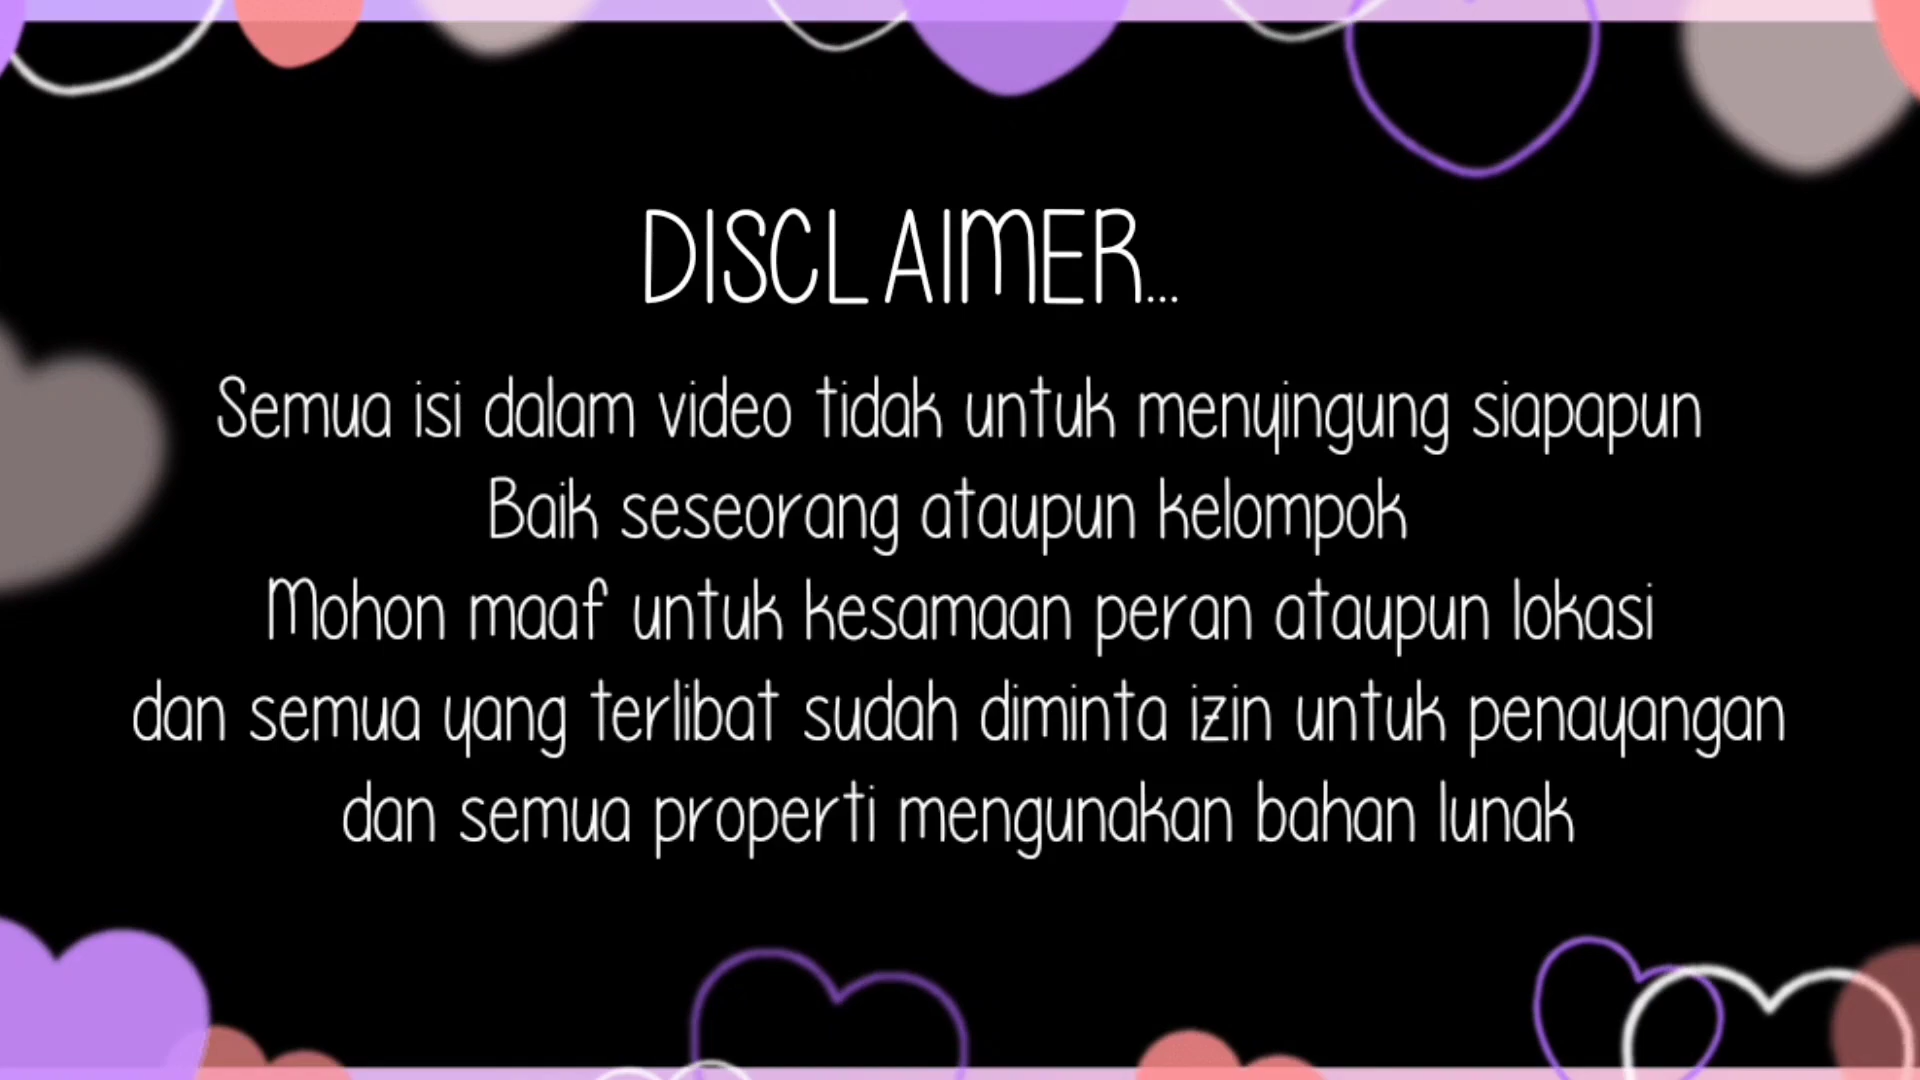 DISCLAIMER...
Semua isi dalam video tidak untuk menyingung siapapun
Baik seseorang ataupun kelompok
Mohon maaf untuk kesamaan peran ataupun lokasi
dan semua yang terlibat sudah diminta izin untuk penayangan
dan semua properti mengunakan bahan lunak